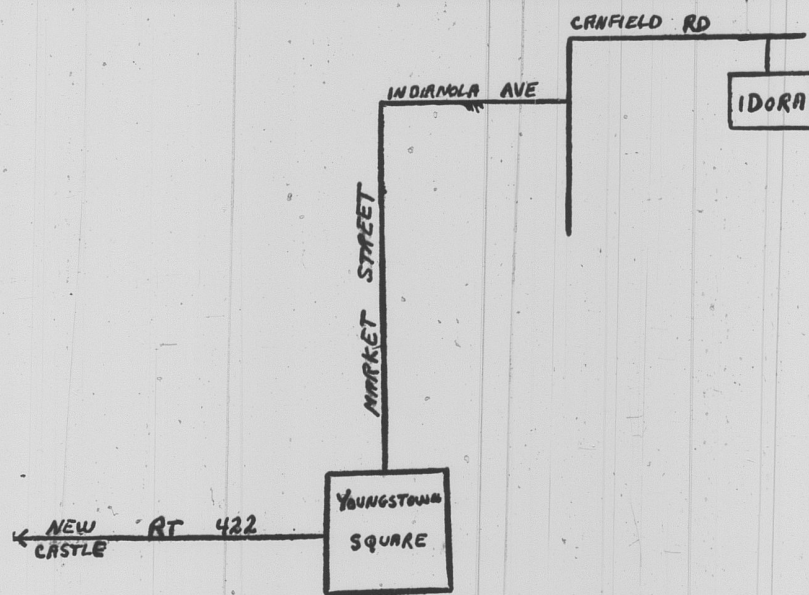 CANFIELD RD
IDORA
INDIANOLA AVE
MARKET STREET
YOUNGSTOWN
SQUARE
NEW RT 422
CASTLE